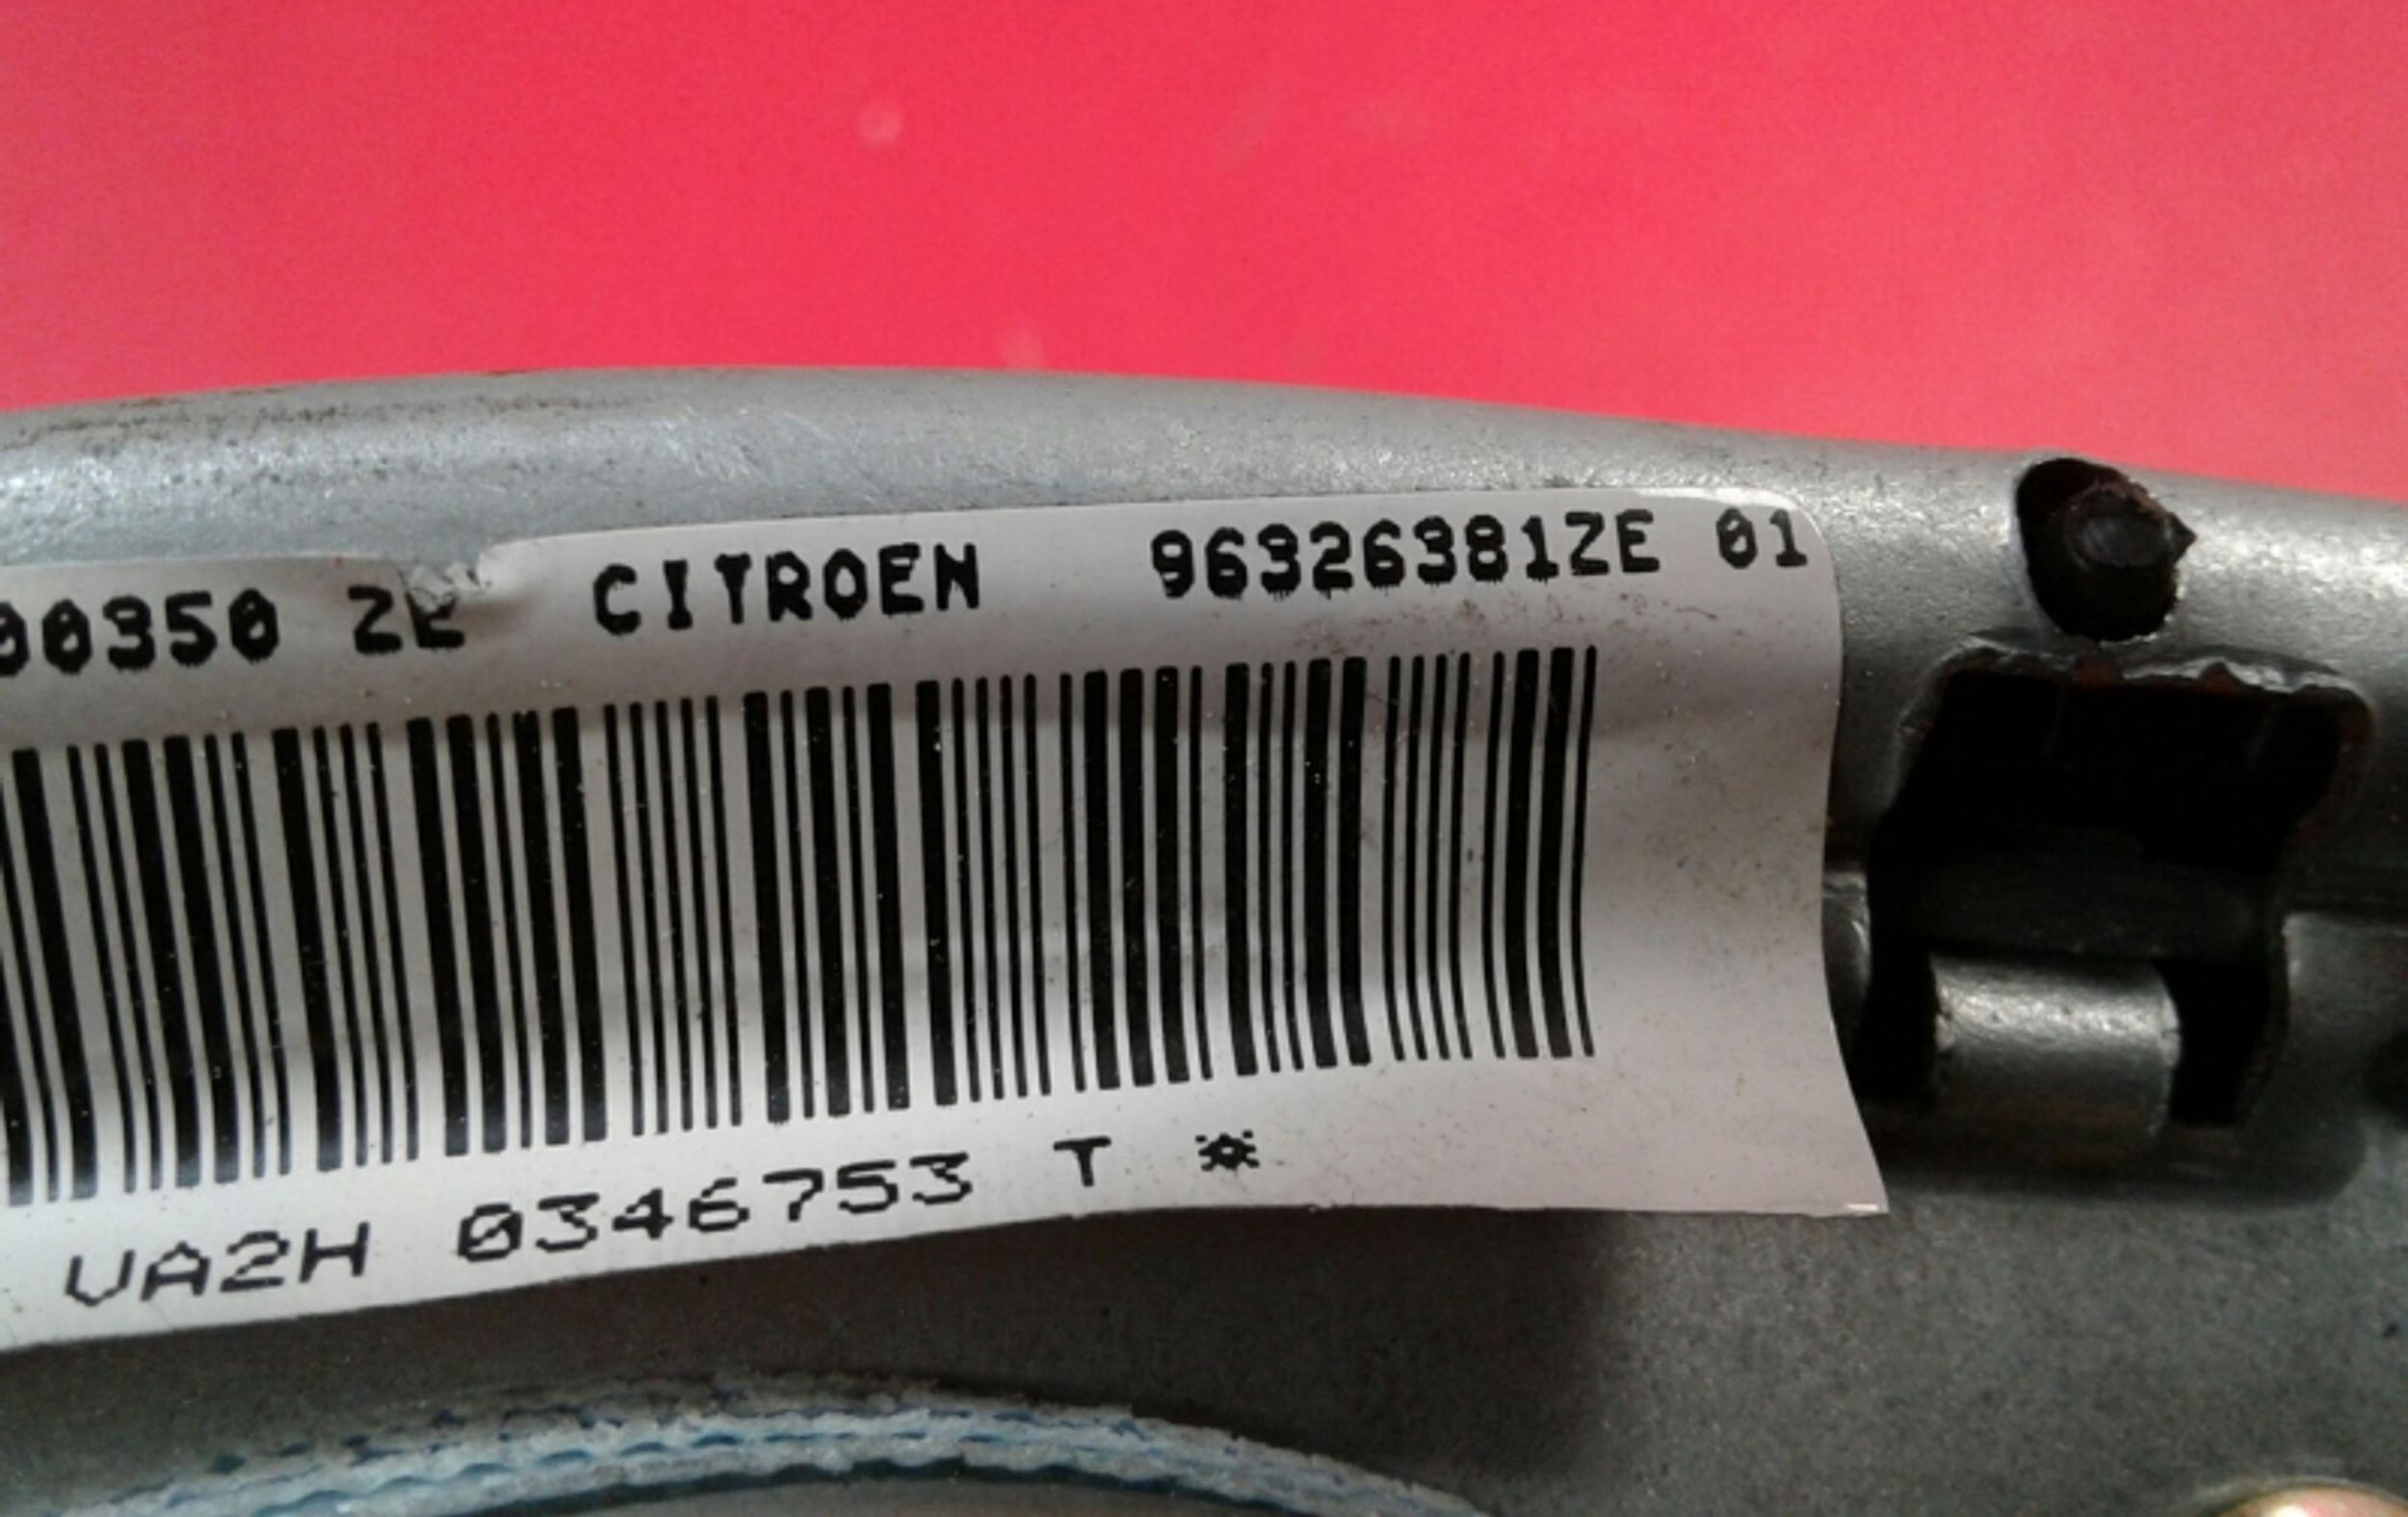 00350 ZE CITROEN 96326381ZE 01
VA2H 0346753 T *